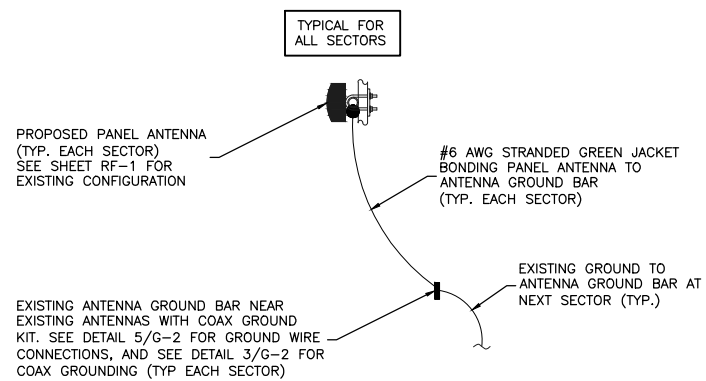 TYPICAL FOR
ALL SECTORS
PROPOSED PANEL ANTENNA
(TYP. EACH SECTOR)
SEE SHEET RF-1 FOR
EXISTING CONFIGURATION
#6 AWG STRANDED GREEN JACKET
BONDING PANEL ANTENNA TO
ANTENNA GROUND BAR
(TYP. EACH SECTOR)
EXISTING GROUND TO
ANTENNA GROUND BAR AT
NEXT SECTOR (TYP.)
EXISTING ANTENNA GROUND BAR NEAR
EXISTING ANTENNAS WITH COAX GROUND
KIT. SEE DETAIL 5/G-2 FOR GROUND WIRE
CONNECTIONS, AND SEE DETAIL 3/G-2 FOR
COAX GROUNDING (TYP EACH SECTOR)